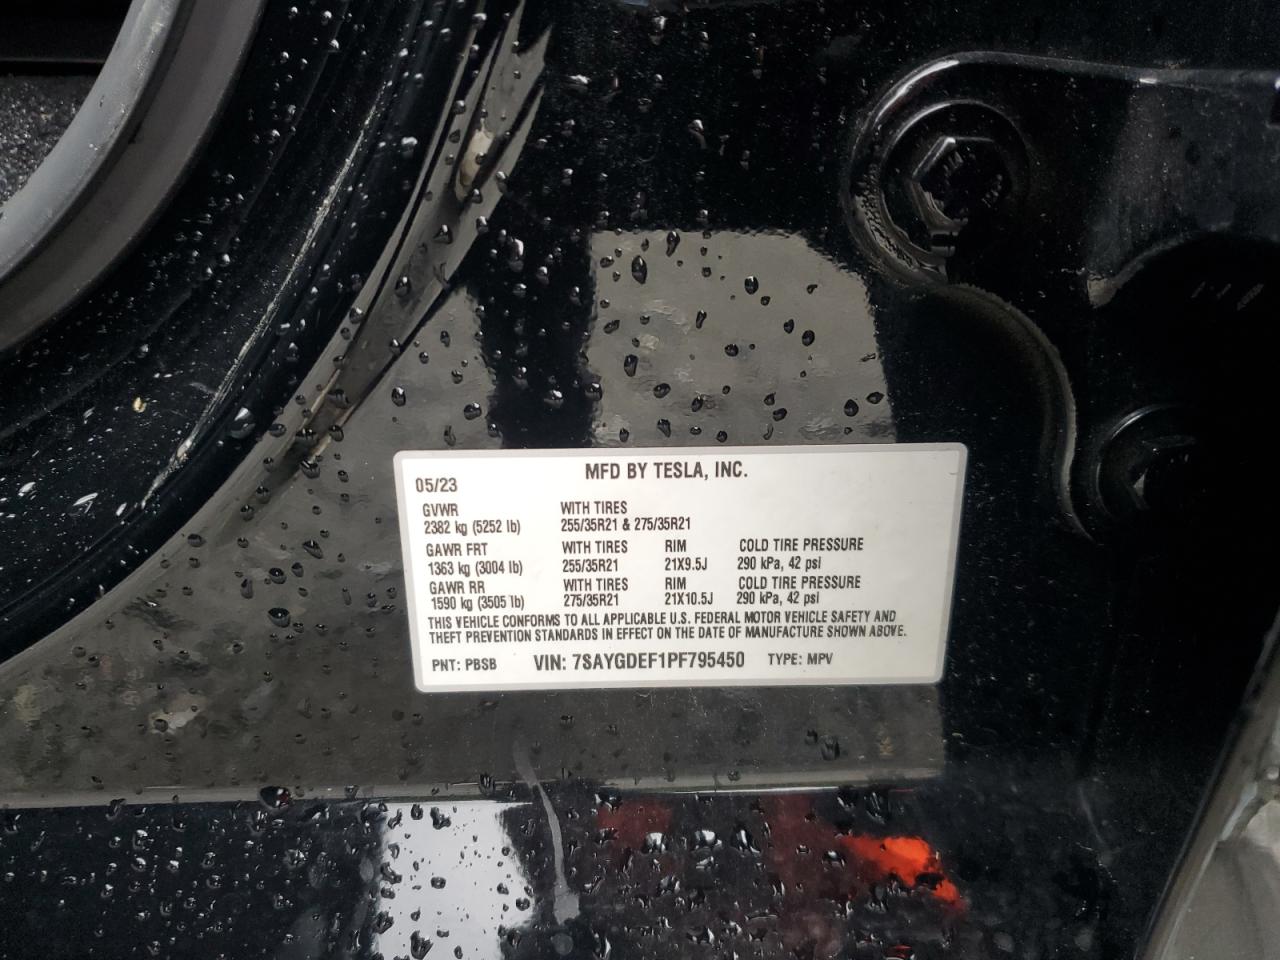 MFD BY TESLA, INC.
05/23
GVWR WITH TIRES
2382 kg (5252 lb) 255/35R21 & 275/35R21
GAWR FRT WITH TIRES RIM COLD TIRE PRESSURE
1363 kg (3004 lb) 255/35R21 21X9.5J 290 kPa, 42 psi
GAWR RR WITH TIRES RIM COLD TIRE PRESSURE
1590 kg (3505 lb) 275/35R21 21X10.5J 290 kPa, 42 psi
THIS VEHICLE CONFORMS TO ALL APPLICABLE U.S. FEDERAL MOTOR VEHICLE SAFETY AND
THEFT PREVENTION STANDARDS IN EFFECT ON THE DATE OF MANUFACTURE SHOWN ABOVE.
PNT: PBSB VIN: 7SAYGDEF1PF795450 TYPE: MPV